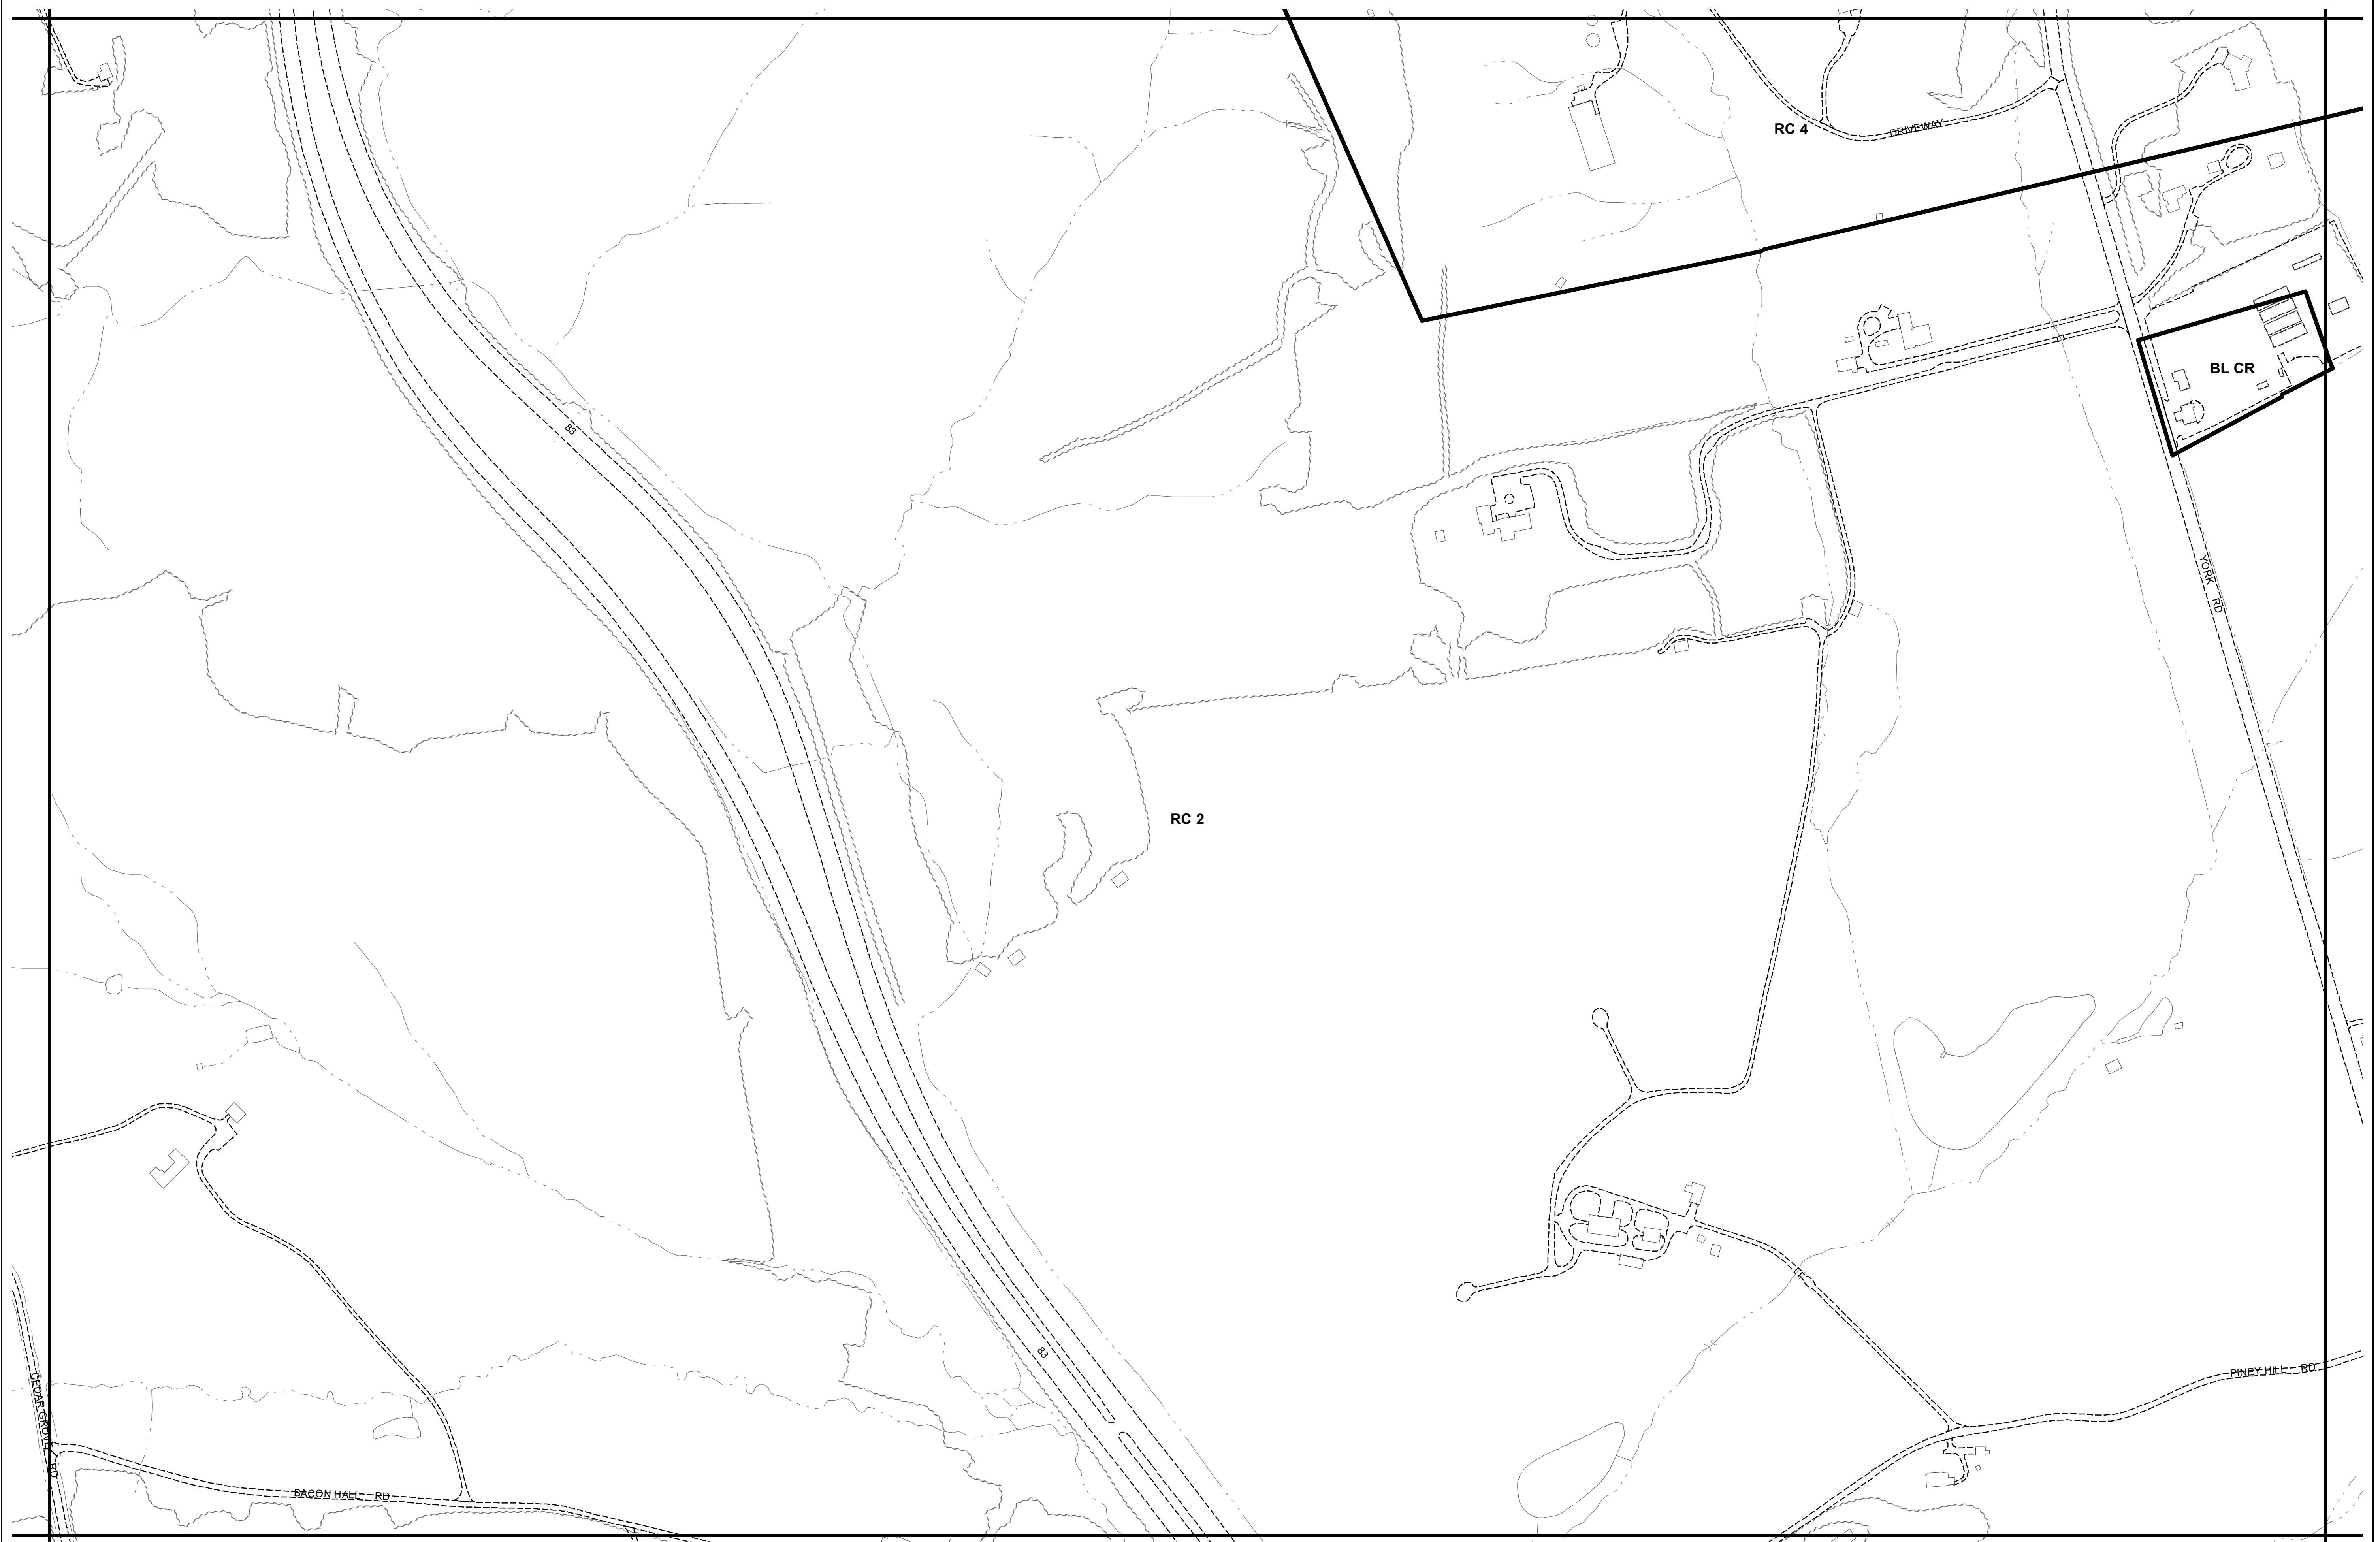 RC 4
DRIVEWAY
BL CR
83
YORK RD
RC 2
83
PINEY HILL RD
CEDAR GROVE RD
BACON HALL RD